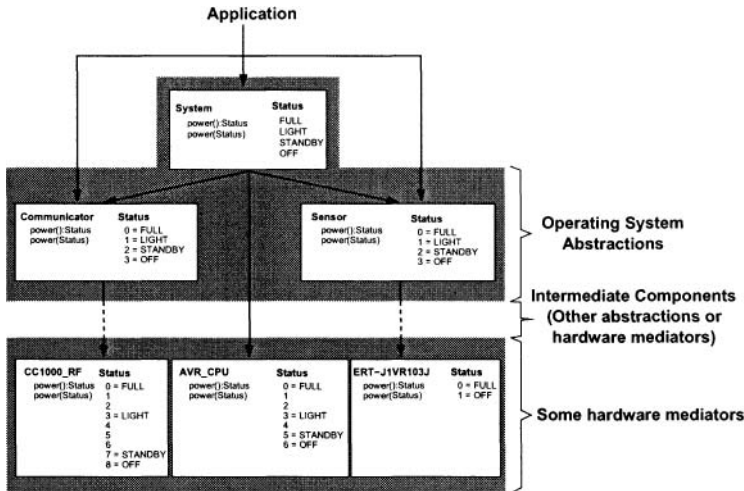 Application
System
power():Status
power(Status)
Status
FULL
LIGHT
STANDBY
OFF
Communicator
power():Status
power(Status)
Status
0 = FULL
1 = LIGHT
2 = STANDBY
3 = OFF
Sensor
power():Status
power(Status)
Status
0 = FULL
1 = LIGHT
2 = STANDBY
3 = OFF
Operating System
Abstractions
Intermediate Components
(Other abstractions or
hardware mediators)
CC1000_RF
power():Status
power(Status)
Status
0 = FULL
1
2
3 = LIGHT
4
5
6
7 = STANDBY
8 = OFF
AVR_CPU
power():Status
power(Status)
Status
0 = FULL
1
2
3 = LIGHT
4
5 = STANDBY
6 = OFF
ERT-J1VR103J
power():Status
power(Status)
Status
0 = FULL
1 = OFF
Some hardware mediators